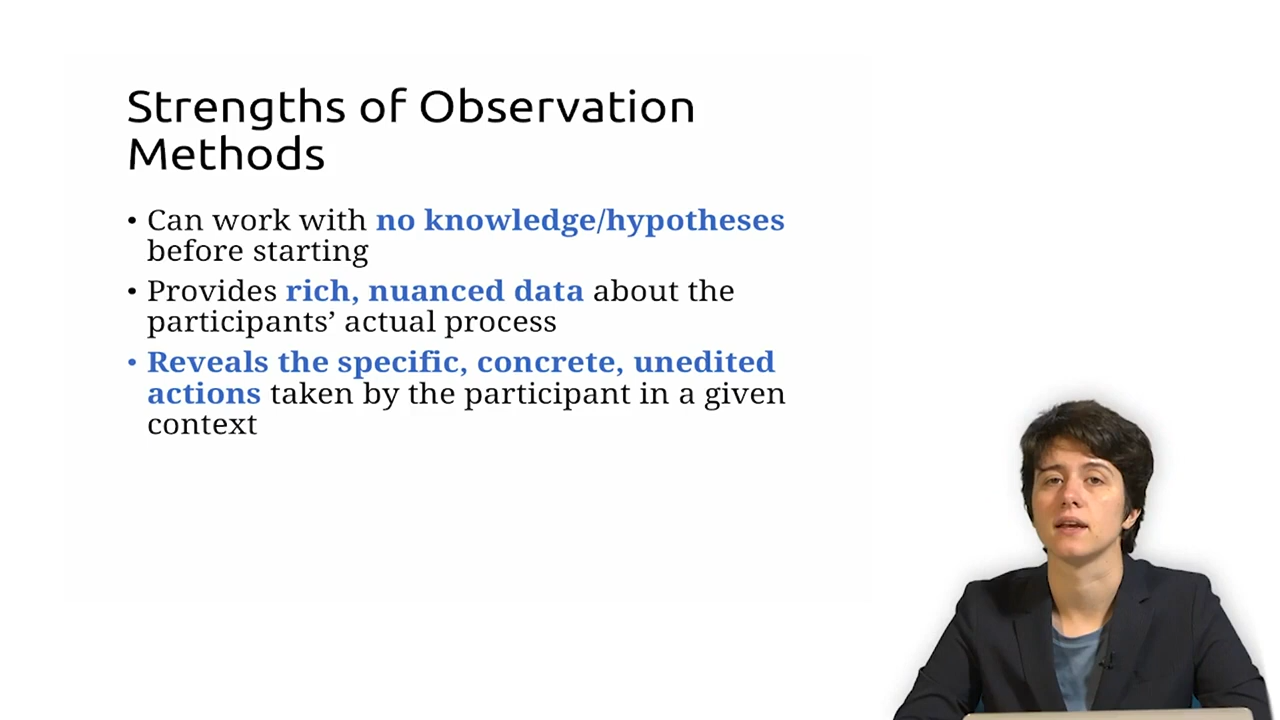 Strengths of Observation
Methods
• Can work with no knowledge/hypotheses
before starting
• Provides rich, nuanced data about the
participants’ actual process
• Reveals the specific, concrete, unedited
actions taken by the participant in a given
context